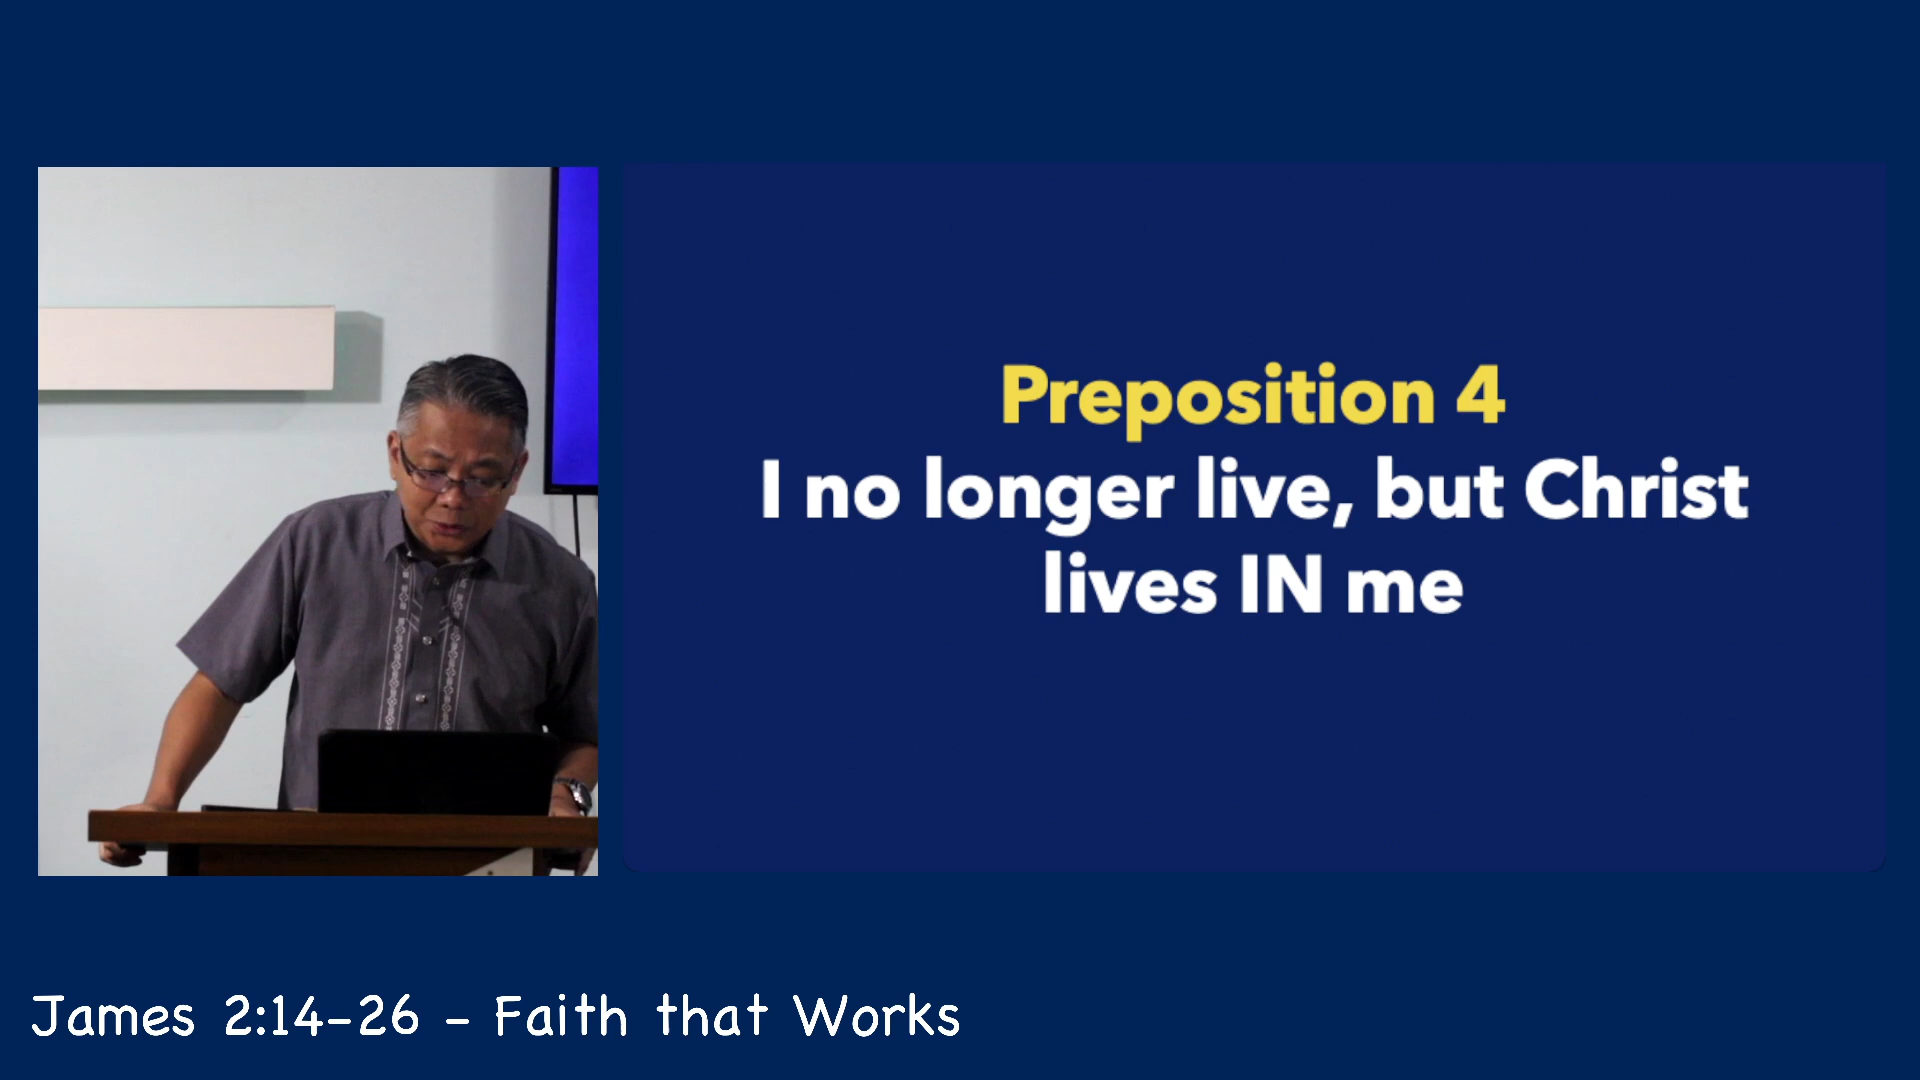 Preposition 4
I no longer live, but Christ
lives IN me
James 2:14-26 - Faith that Works